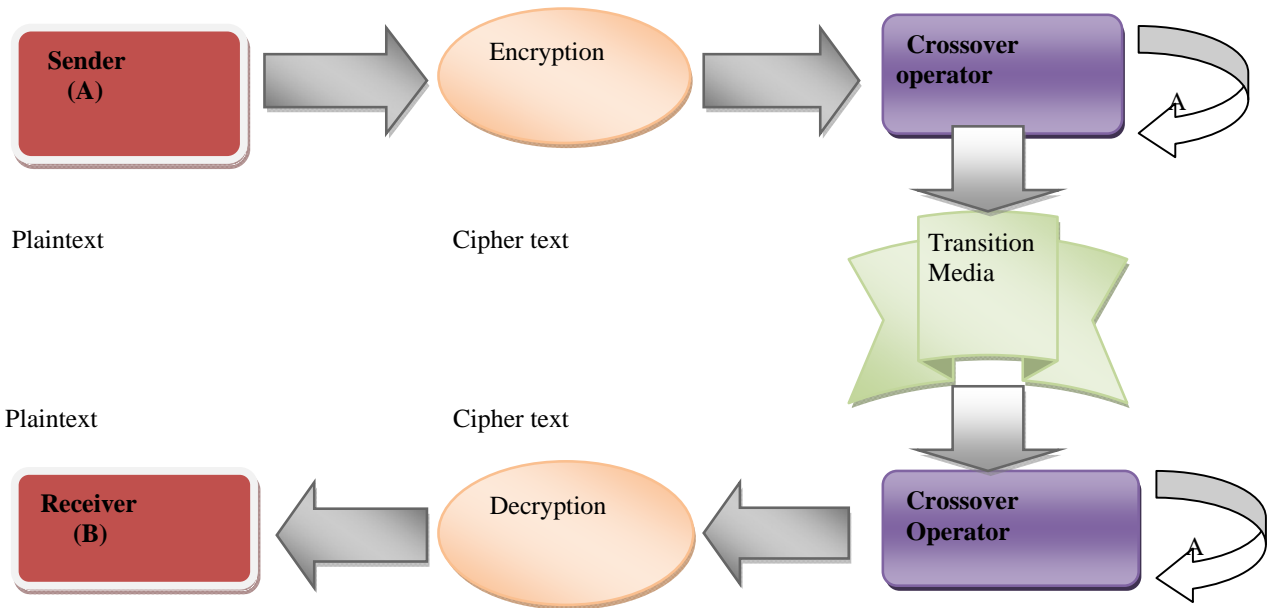 Sender
(A)
Encryption
Crossover
operator
A
Plaintext
Cipher text
Transition
Media
Plaintext
Cipher text
Receiver
(B)
Decryption
Crossover
Operator
A